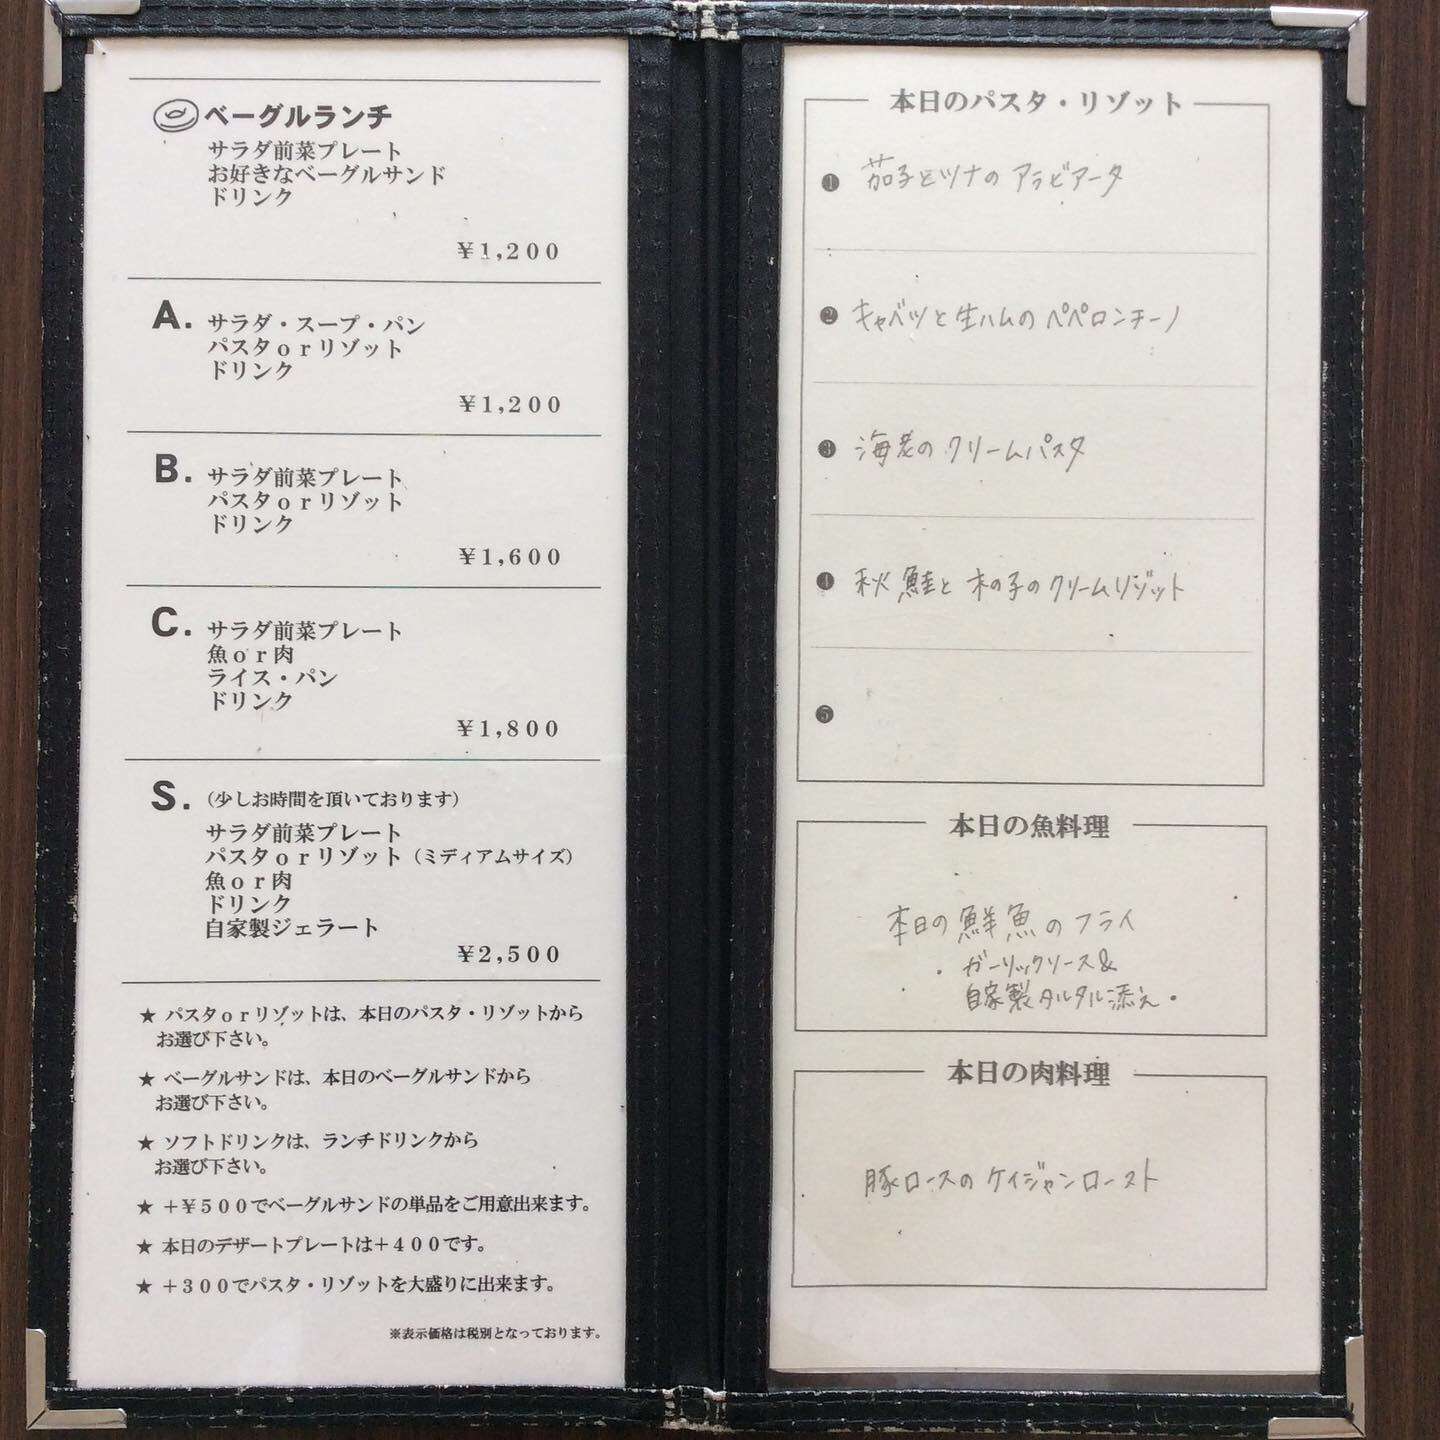 ベーグルランチ
サラダ前菜プレート
お好きなベーグルサンド
ドリンク
¥1,200
A. サラダ・スープ・パン
パスタorリゾット
ドリンク
¥1,200
B. サラダ前菜プレート
パスタorリゾット
ドリンク
¥1,600
C. サラダ前菜プレート
魚or肉
ライス・パン
ドリンク
¥1,800
S. (少しお時間を頂いております)
サラダ前菜プレート
パスタorリゾット(ミディアムサイズ)
魚or肉
ドリンク
自家製ジェラート
¥2,500
★ パスタorリゾットは、本日のパスタ・リゾットから
お選び下さい。
★ ベーグルサンドは、本日のベーグルサンドから
お選び下さい。
★ ソフトドリンクは、ランチドリンクから
お選び下さい。
★ +¥500でベーグルサンドの単品をご用意出来ます。
★ 本日のデザートプレートは+400です。
★ +300でパスタ・リゾットを大盛りに出来ます。
※表示価格は税別となっております。
本日のパスタ・リゾット
❶ 茄子とツナのアラビアータ
❷ キャベツと生ハムのペペロンチーノ
❸ 海老のクリームパスタ
❹ 秋鮭と木の子のクリームリゾット
❺
本日の魚料理
本日の鮮魚のフライ
・ガーリックソース&
自家製タルタル添え・
本日の肉料理
豚ロースのケイジャンロースト